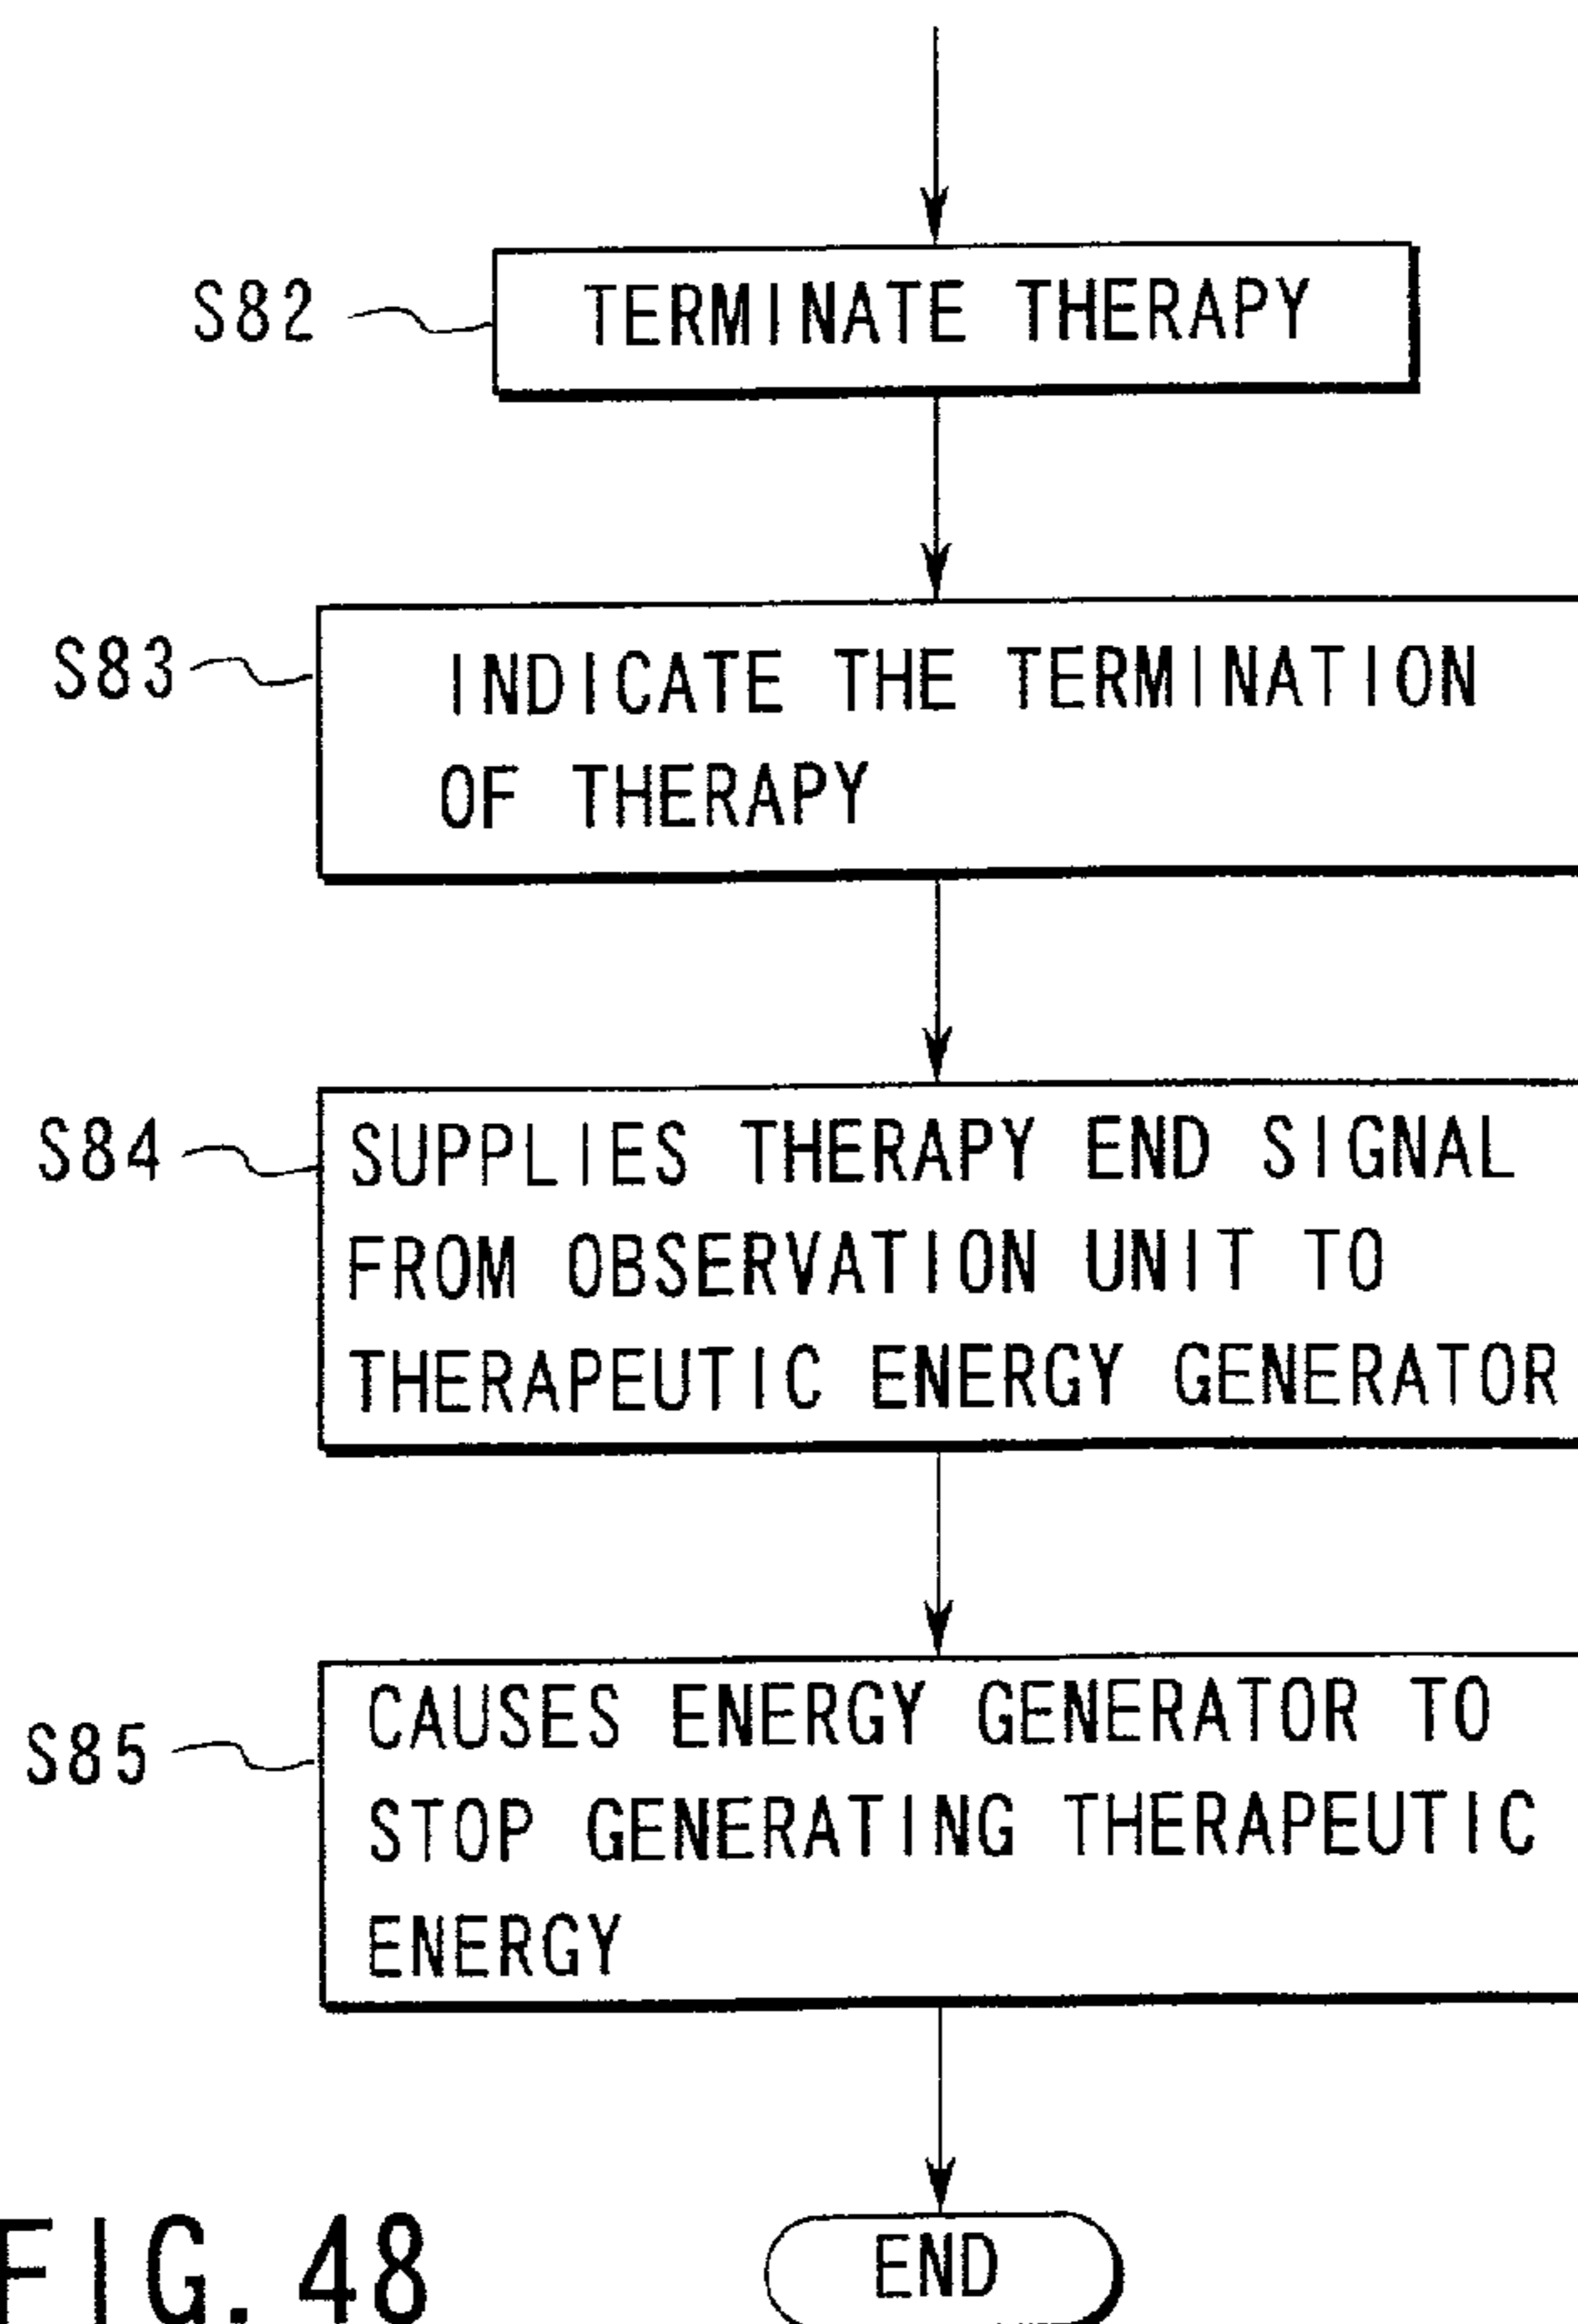 S82
TERMINATE THERAPY
S83
INDICATE THE TERMINATION
OF THERAPY
S84
SUPPLIES THERAPY END SIGNAL
FROM OBSERVATION UNIT TO
THERAPEUTIC ENERGY GENERATOR
S85
CAUSES ENERGY GENERATOR TO
STOP GENERATING THERAPEUTIC
ENERGY
END
FIG. 48